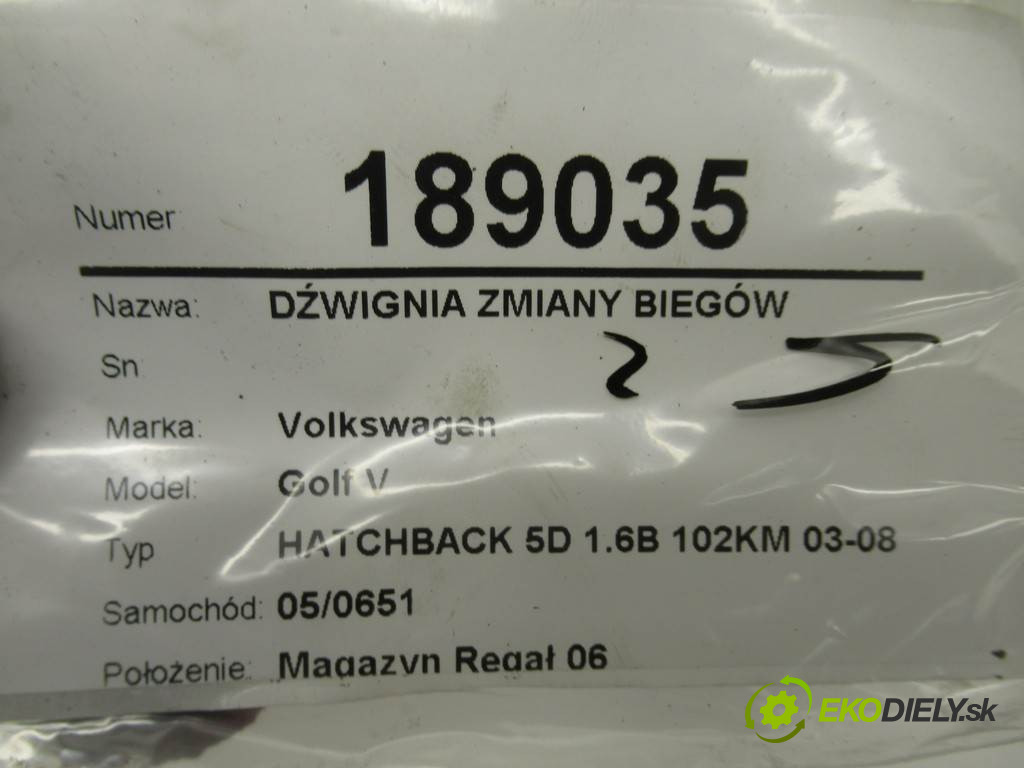 Numer 189035
Nazwa: DŹWIGNIA ZMIANY BIEGÓW
Sn
Marka: Volkswagen
Model: Golf V
Typ HATCHBACK 5D 1.6B 102KM 03-08
Samochód: 05/0651
Położenie: Magazyn Regał 06
EKODIELY.sk